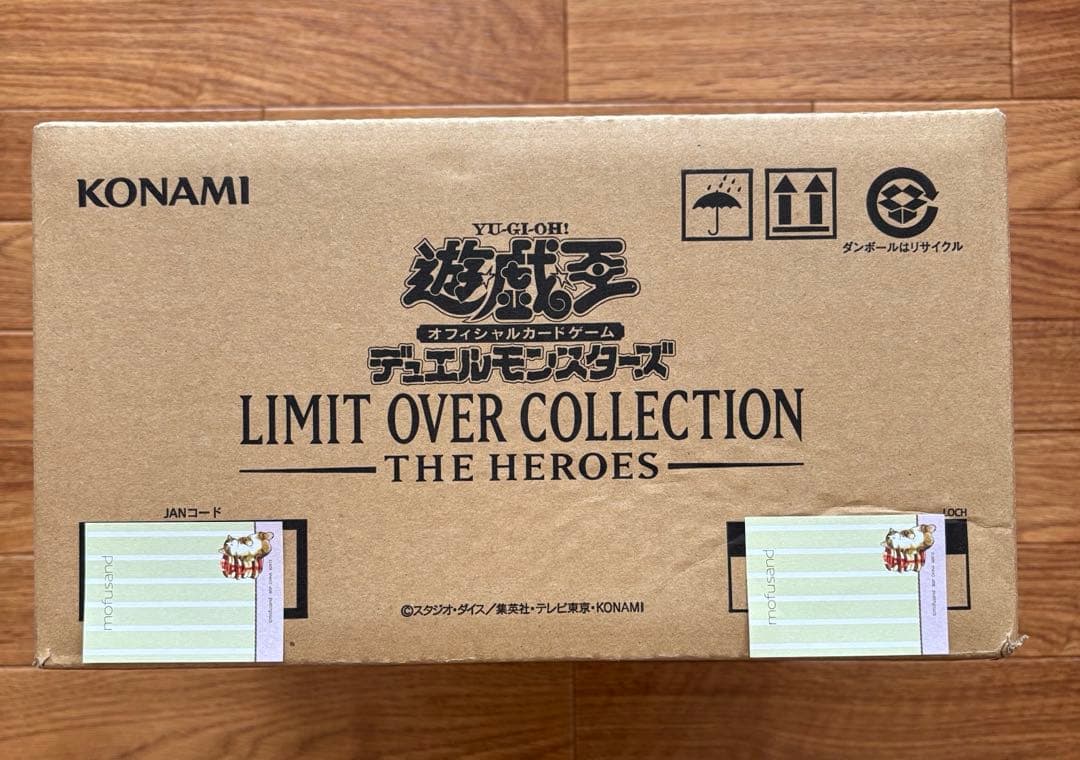 KONAMI
ダンボールはリサイクル
YU-GI-OH!
遊戯王
オフィシャルカードゲーム
デュエルモンスターズ
LIMIT OVER COLLECTION
THE HEROES
JANコード
LOCH
mofusand
mofusand
©スタジオ・ダイス/集英社・テレビ東京・KONAMI